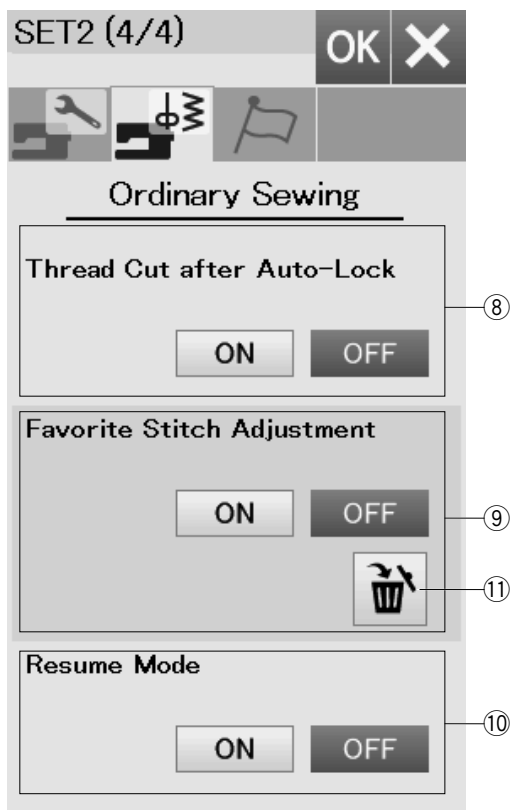 SET2 (4/4)
OK
Ordinary Sewing
Thread Cut after Auto-Lock
⑧
ON OFF
Favorite Stitch Adjustment
ON OFF
⑨
⑪
Resume Mode
⑩
ON OFF